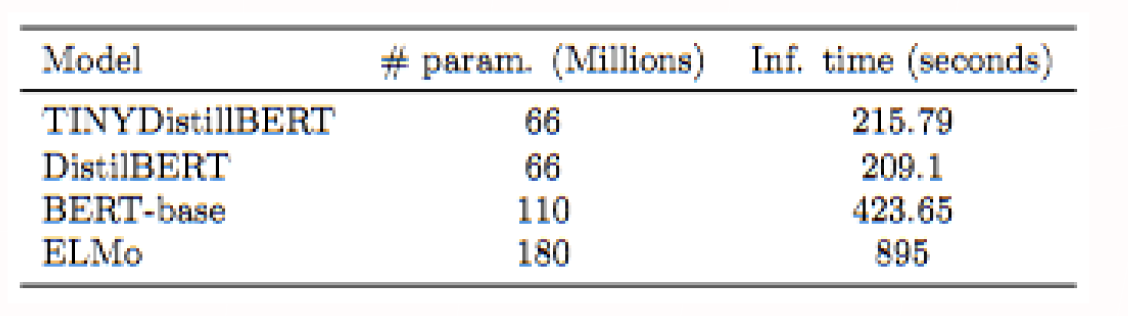 Model # param. (Millions) Inf. time (seconds)
TINYDistillBERT 66 215.79
DistilBERT 66 209.1
BERT-base 110 423.65
ELMo 180 895